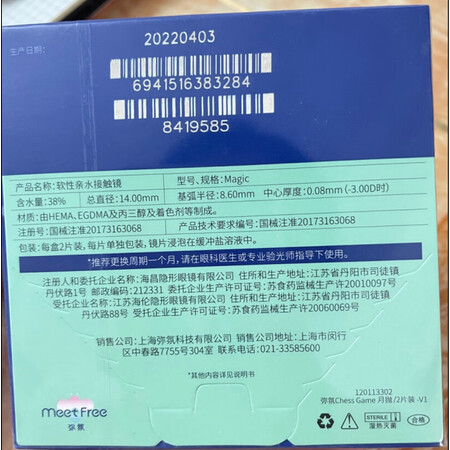 20220403
生产日期:
6941516383284
8419585
产品名称: 软性亲水接触镜 型号、规格: Magic
含水量: 38% 总直径: 14.00mm 基弧半径: 8.60mm 中心厚度: 0.08mm (-3.00D时)
材质: 由HEMA、EGDMA及丙三醇及着色剂等制成。
注册号: 国械注准20173163068 产品技术要求编号: 国械注准20173163068
包装: 每盒2片装, 每片单独包装, 镜片浸泡在缓冲盐溶液中。
*推荐更换周期一个月, 请在眼科医生或专业验光师指导下使用。
注册人和委托企业名称: 海昌隐形眼镜有限公司 住所和生产地址: 江苏省丹阳市司徒镇
丹伏路1号 邮政编码: 212331 委托企业生产许可证编号: 苏食药监械生产许20010097号
受托企业名称: 江苏海伦隐形眼镜有限公司 住所和生产地址: 江苏省丹阳市司徒镇
丹伏路88号 受托企业生产许可证编号: 苏食药监械生产许20060069号
销售公司: 上海弥氛科技有限公司 销售公司地址: 上海市闵行
区中春路7755号304室 联系电话: 021-33585600
*其他内容详见说明书
120113302
弥氛Chess Game 月抛/2片装-V1
meetFree
弥氛
STERILE
湿热灭菌
合格